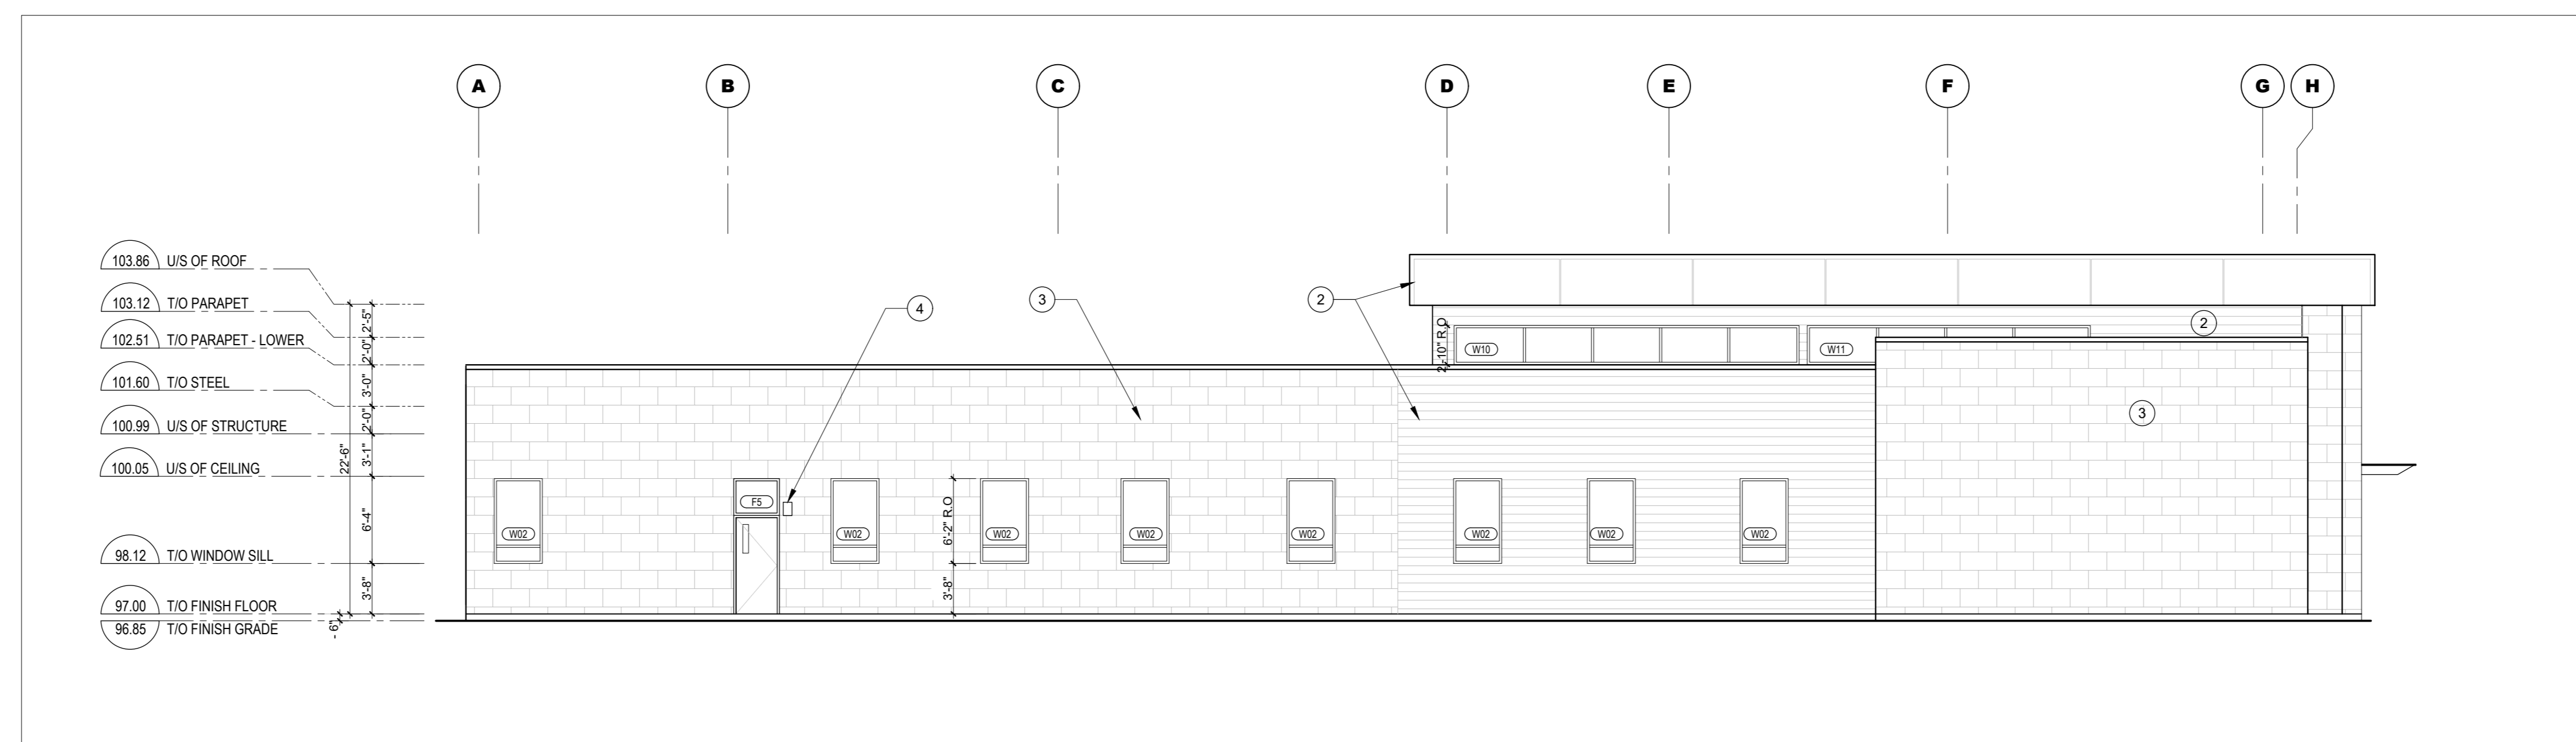 A B C D E F G H
103.86 U/S OF ROOF
103.12 T/O PARAPET
102.51 T/O PARAPET - LOWER
101.60 T/O STEEL
100.99 U/S OF STRUCTURE
100.05 U/S OF CEILING
98.12 T/O WINDOW SILL
97.00 T/O FINISH FLOOR
96.85 T/O FINISH GRADE
2'-5"
2'-0"
3'-0"
2'-0"
3'-1"
6'-4"
3'-8"
22'-6"
- 6"
4
3
2
2
3
2'-10" R.O
W10
W11
F5
6'-2" R.O
3'-8"
W02 W02 W02 W02 W02 W02 W02 W02